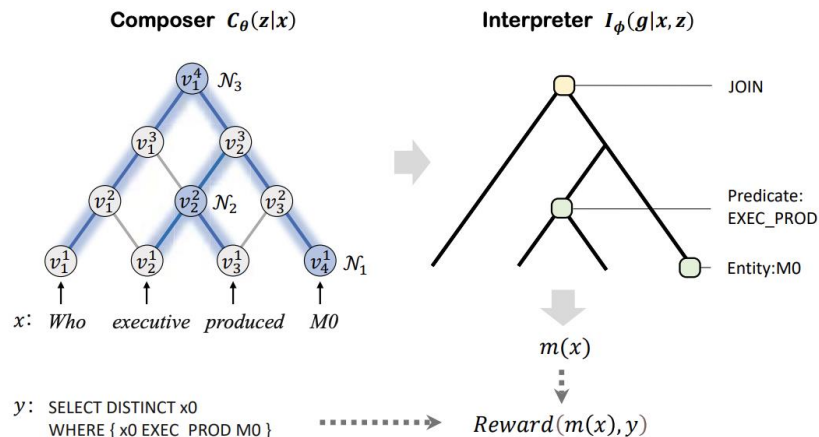 Composer C_θ(z|x)
Interpreter I_ϕ(g|x, z)
v_1^4 𝒩_3
JOIN
v_1^3 v_2^3
v_1^2 v_2^2 𝒩_2 v_3^2
Predicate:
EXEC_PROD
v_1^1 v_2^1 v_3^1 v_4^1 𝒩_1
Entity:M0
x: Who executive produced M0
m(x)
y: SELECT DISTINCT x0
WHERE { x0 EXEC_PROD M0 }
Reward(m(x), y)